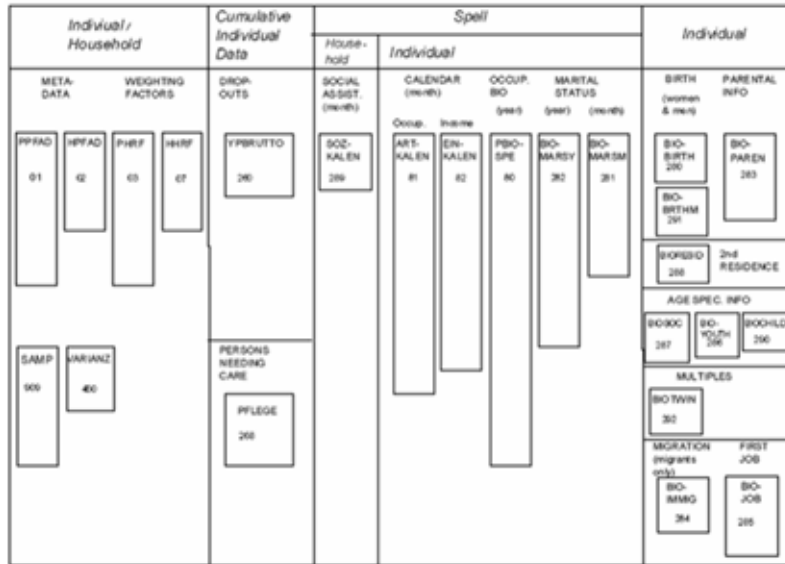 Indiviual /
Household
Cumulative
Individual
Data
Spell
Individual
House-
hold
Individual
META-
DATA
WEIGHTING
FACTORS
DROP-
OUTS
SOCIAL
ASSIST.
(month)
CALENDAR
(month)
OCCUP.
BIO
(year)
MARITAL
STATUS
(year) (month)
BIRTH
(women
& men)
PARENTAL
INFO
Occup. Income
PPFAD
01
HPFAD
02
PHRF
03
HHRF
07
YPBRUTTO
260
SOZ-
KALEN
289
ART-
KALEN
81
EIN-
KALEN
82
PBIO-
SPE
80
BIO-
MARSY
282
BIO-
MARSM
281
BIO-
BIRTH
280
BIO-
PAREN
283
BIO-
BRTHM
291
BIORESID
288
2nd
RESIDENCE
AGE SPEC. INFO
BIOSOC
287
BIO-
YOUTH
286
BIOCHILD
290
PERSONS
NEEDING
CARE
SAMP
909
VARIANZ
400
PFLEGE
268
MULTIPLES
BIOTWIN
292
MIGRATION
(migrants
only)
FIRST
JOB
BIO-
IMMIG
284
BIO-
JOB
285